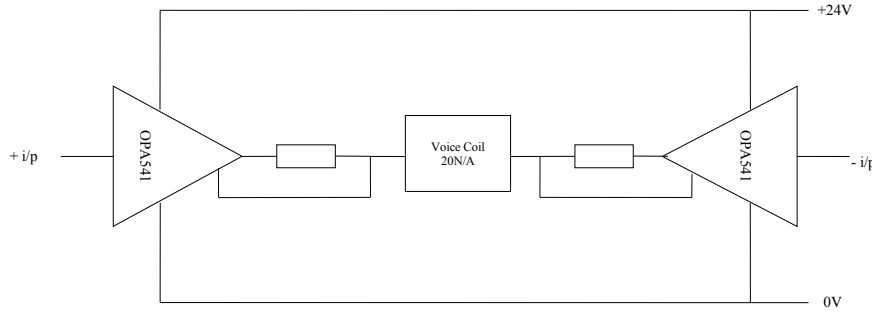 +24V
+ i/p
OPA541
Voice Coil
20N/A
OPA541
- i/p
0V